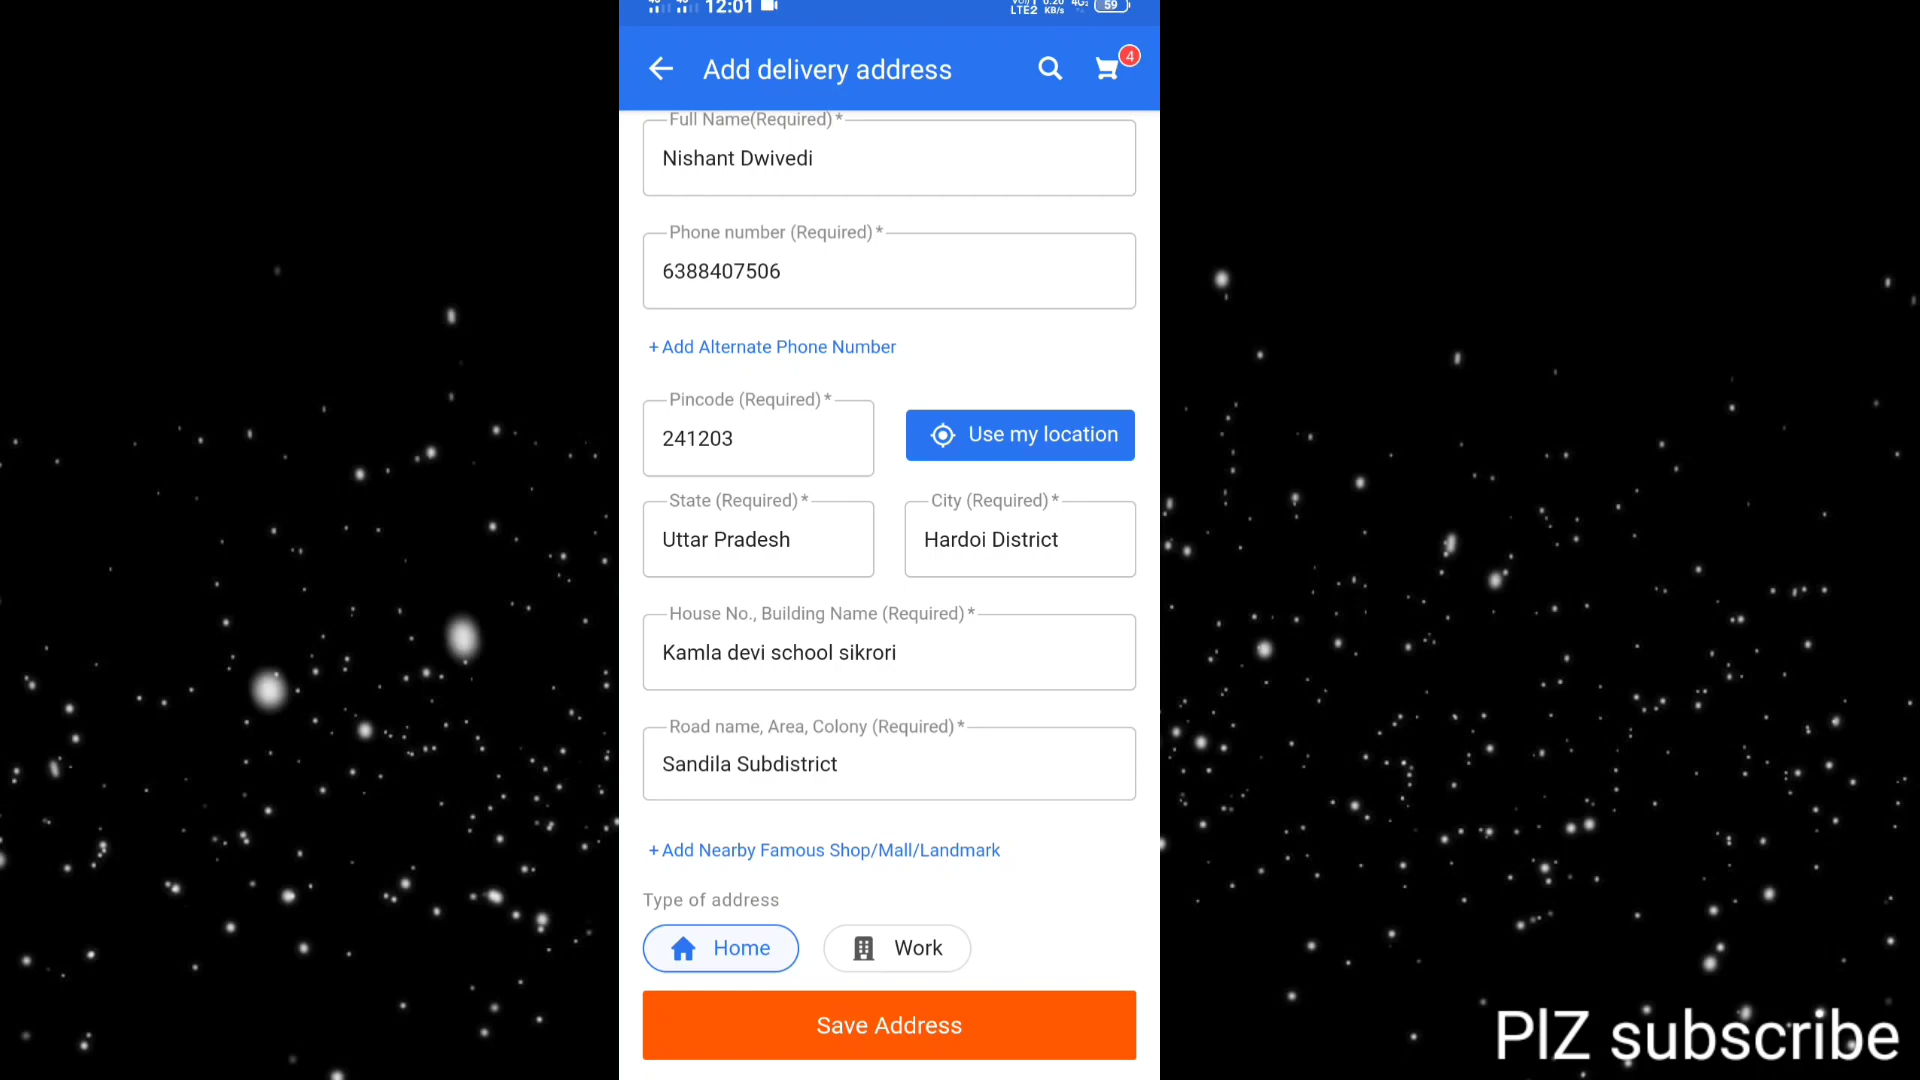 12:01
LTE2 KB/s 59
Add delivery address
4
Full Name(Required) *
Nishant Dwivedi
Phone number (Required) *
6388407506
+ Add Alternate Phone Number
Pincode (Required) *
241203
Use my location
State (Required) *
Uttar Pradesh
City (Required) *
Hardoi District
House No., Building Name (Required) *
Kamla devi school sikrori
Road name, Area, Colony (Required) *
Sandila Subdistrict
+ Add Nearby Famous Shop/Mall/Landmark
Type of address
Home
Work
Save Address
PlZ subscribe